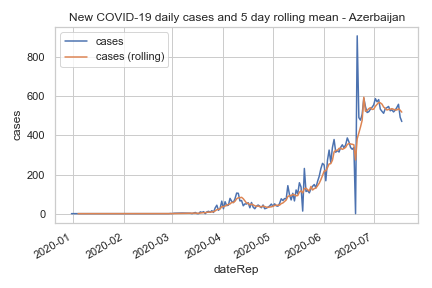 New COVID-19 daily cases and 5 day rolling mean - Azerbaijan
cases
cases (rolling)
800
600
400
200
0
cases
2020-01
2020-02
2020-03
2020-04
2020-05
2020-06
2020-07
dateRep